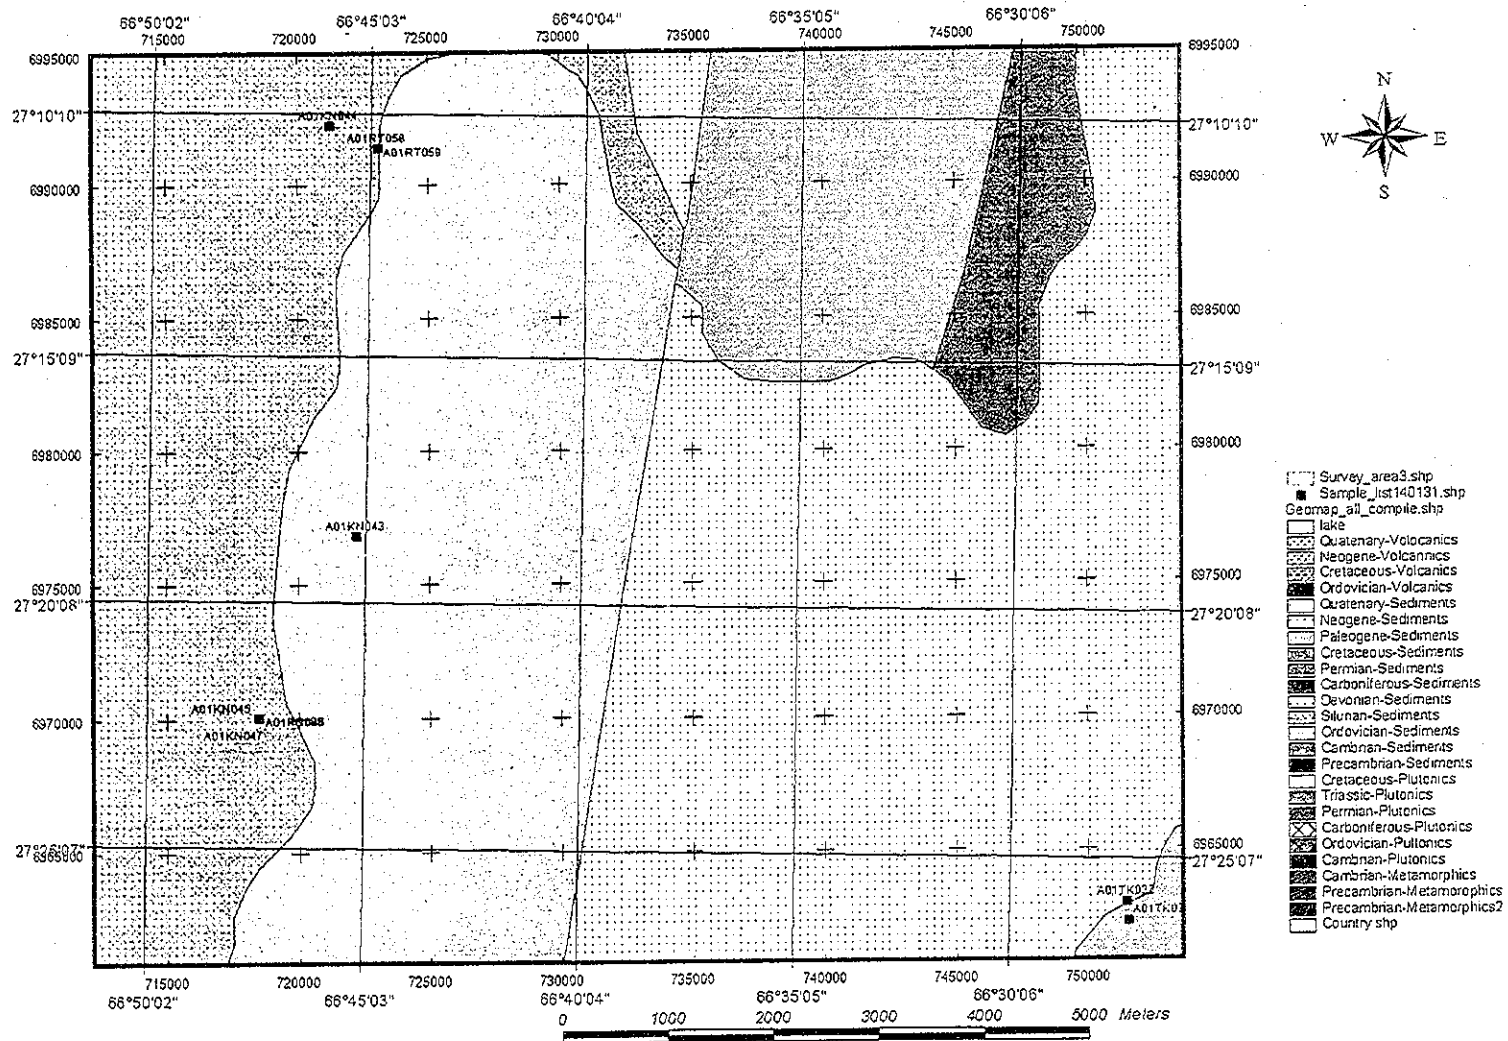 66°50'02" 66°45'03" 66°40'04" 66°35'05" 66°30'06"
715000 720000 725000 730000 735000 740000 745000 750000
6995000 6995000
27°10'10" 27°10'10"
A01RT058
A01RT059
6990000 6990000
6985000 6985000
27°15'09" 27°15'09"
6980000 6980000
A01KN043
6975000 6975000
27°20'08" 27°20'08"
A01KN045
A01KN047
6970000 6970000
6965000 6965000
27°25'07" 27°25'07"
715000 720000 725000 730000 735000 740000 745000 750000
66°50'02" 66°45'03" 66°40'04" 66°35'05" 66°30'06"
0 1000 2000 3000 4000 5000 Meters
N
W E
S
Survey_area3.shp
Sample_list140131.shp
Geomap_all_compile.shp
lake
Quatenary-Volocanics
Neogene-Volcannics
Cretaceous-Volcanics
Ordovician-Volcanics
Quatenary-Sediments
Neogene-Sediments
Paleogene-Sediments
Cretaceous-Sediments
Permian-Sediments
Carboniferous-Sediments
Devonian-Sediments
Silurian-Sediments
Ordovician-Sediments
Cambrian-Sediments
Precambrian-Sediments
Cretaceous-Plutonics
Triassic-Plutonics
Permian-Plutonics
Carboniferous-Plutonics
Ordovician-Pultonics
Cambrian-Plutonics
Cambrian-Metamorphics
Precambrian-Metamorophics
Precambrian-Metamorphics2
Country shp